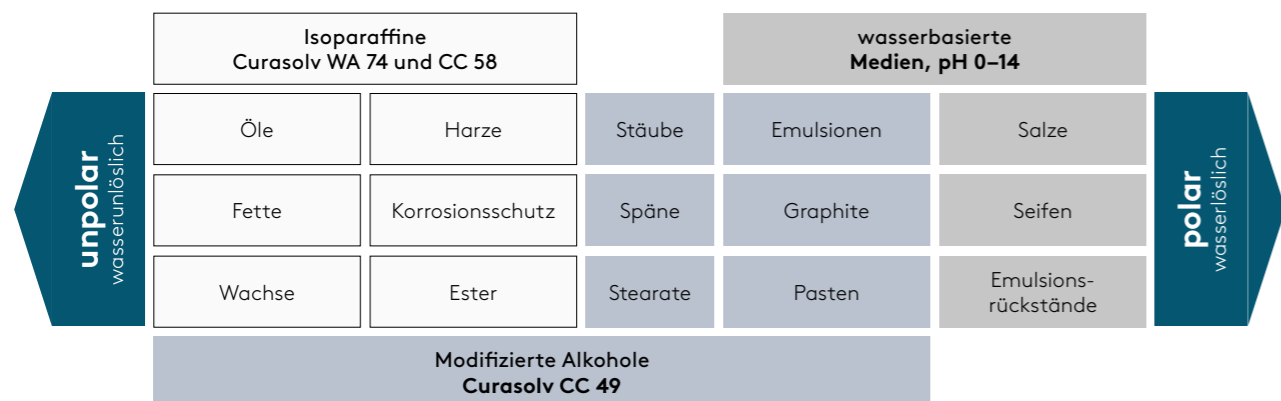 Isoparaffine
Curasolv WA 74 und CC 58
wasserbasierte
Medien, pH 0–14
unpolar
wasserunlöslich
Öle
Harze
Stäube
Emulsionen
Salze
Fette
Korrosionsschutz
Späne
Graphite
Seifen
Wachse
Ester
Stearate
Pasten
Emulsions-
rückstände
polar
wasserlöslich
Modifizierte Alkohole
Curasolv CC 49